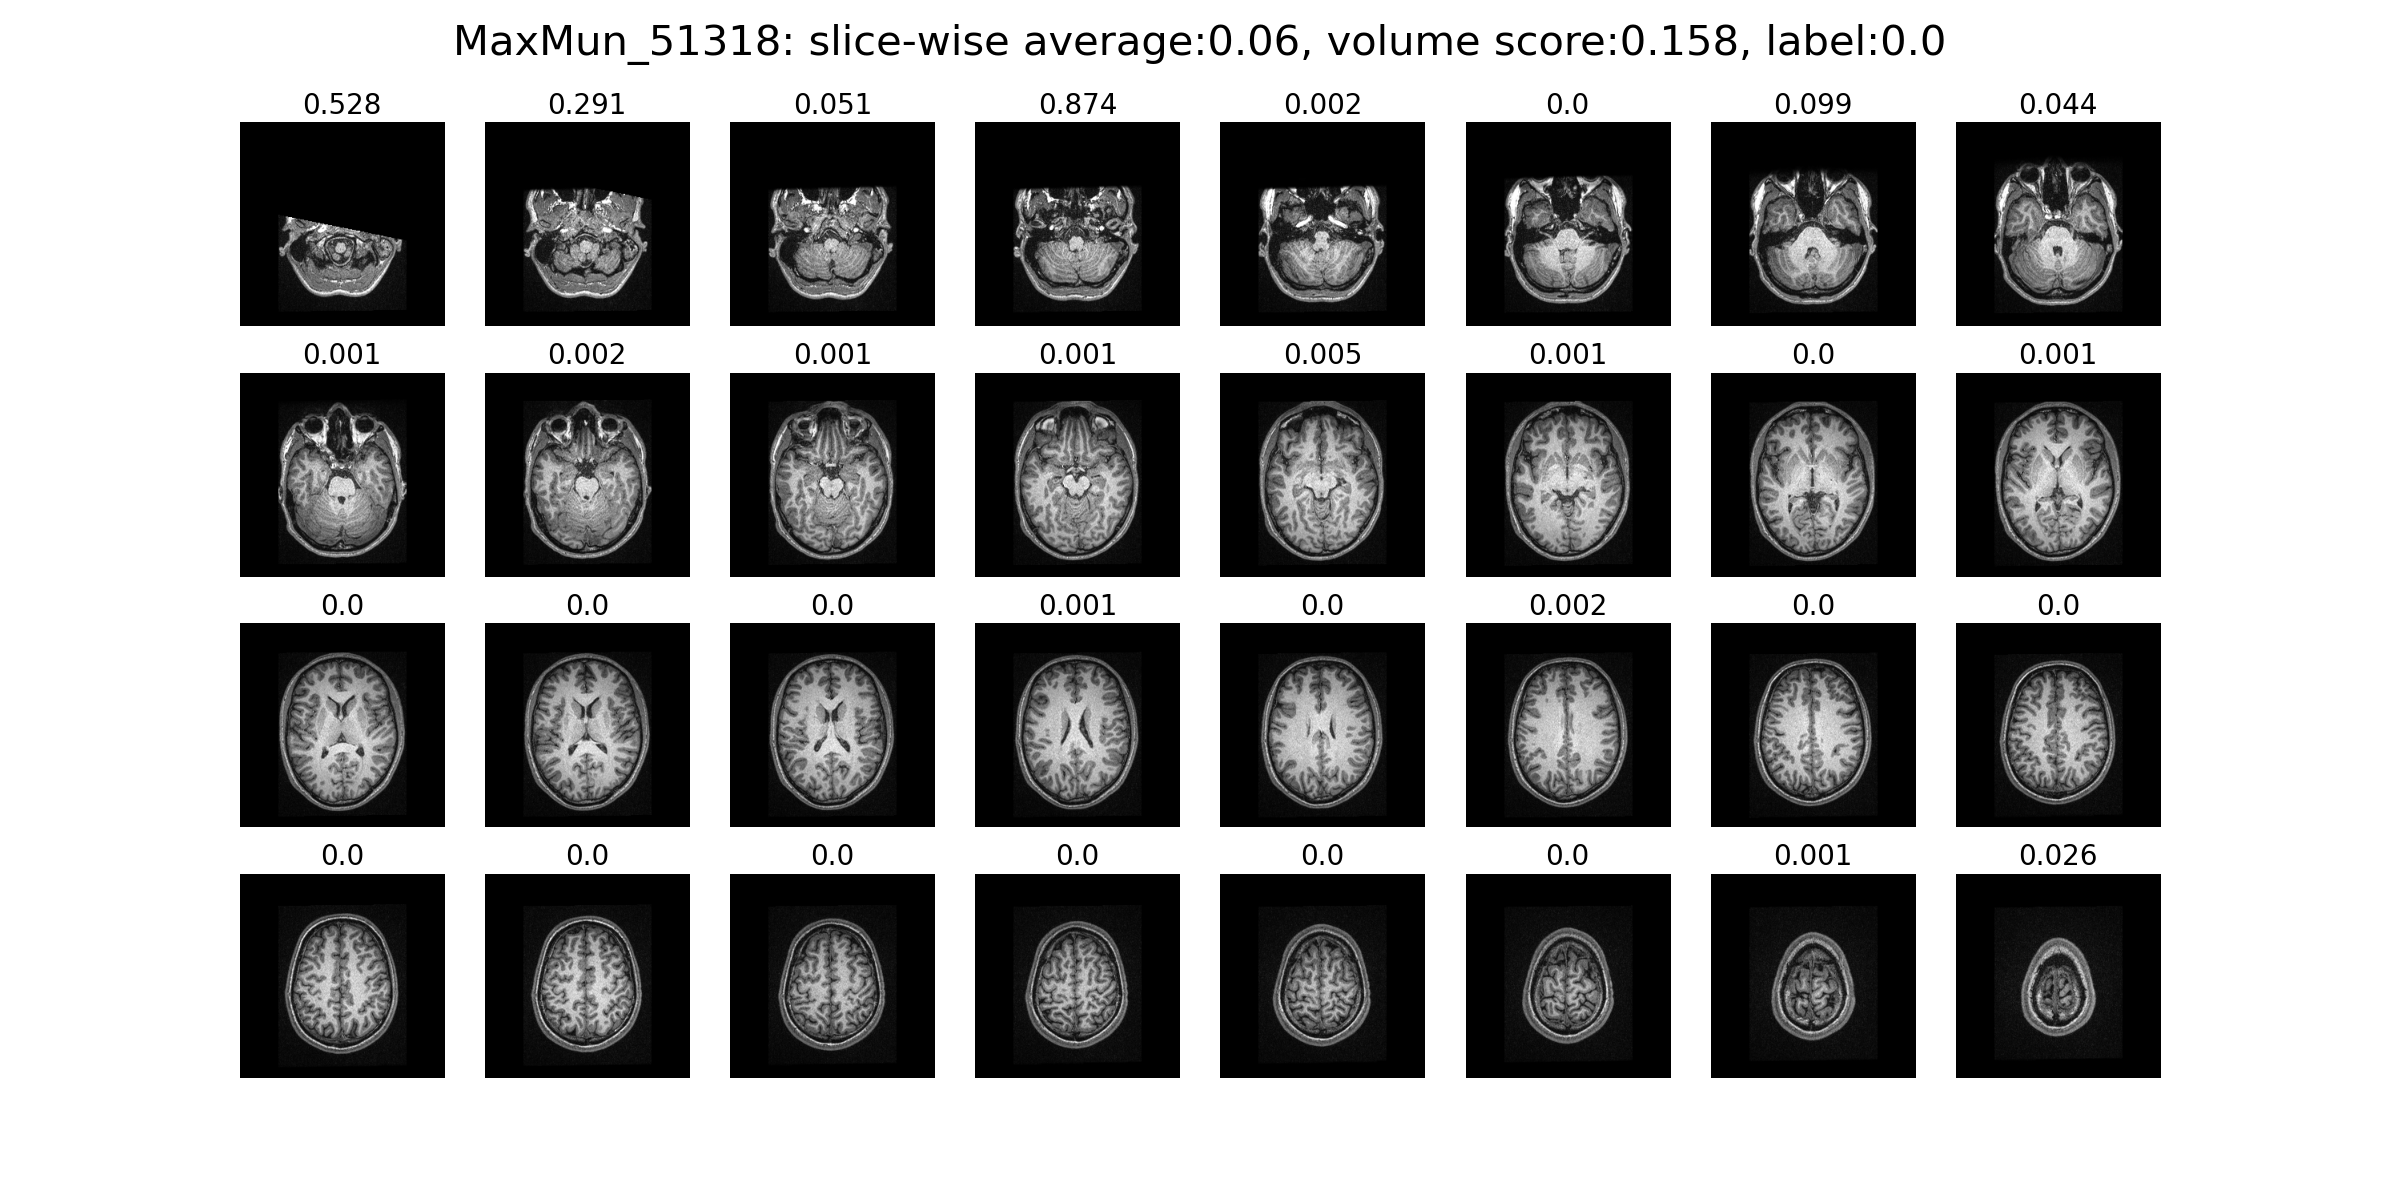 MaxMun_51318: slice-wise average:0.06, volume score:0.158, label:0.0
0.528 0.291 0.051 0.874 0.002 0.0 0.099 0.044
0.001 0.002 0.001 0.001 0.005 0.001 0.0 0.001
0.0 0.0 0.0 0.001 0.0 0.002 0.0 0.0
0.0 0.0 0.0 0.0 0.0 0.0 0.001 0.026